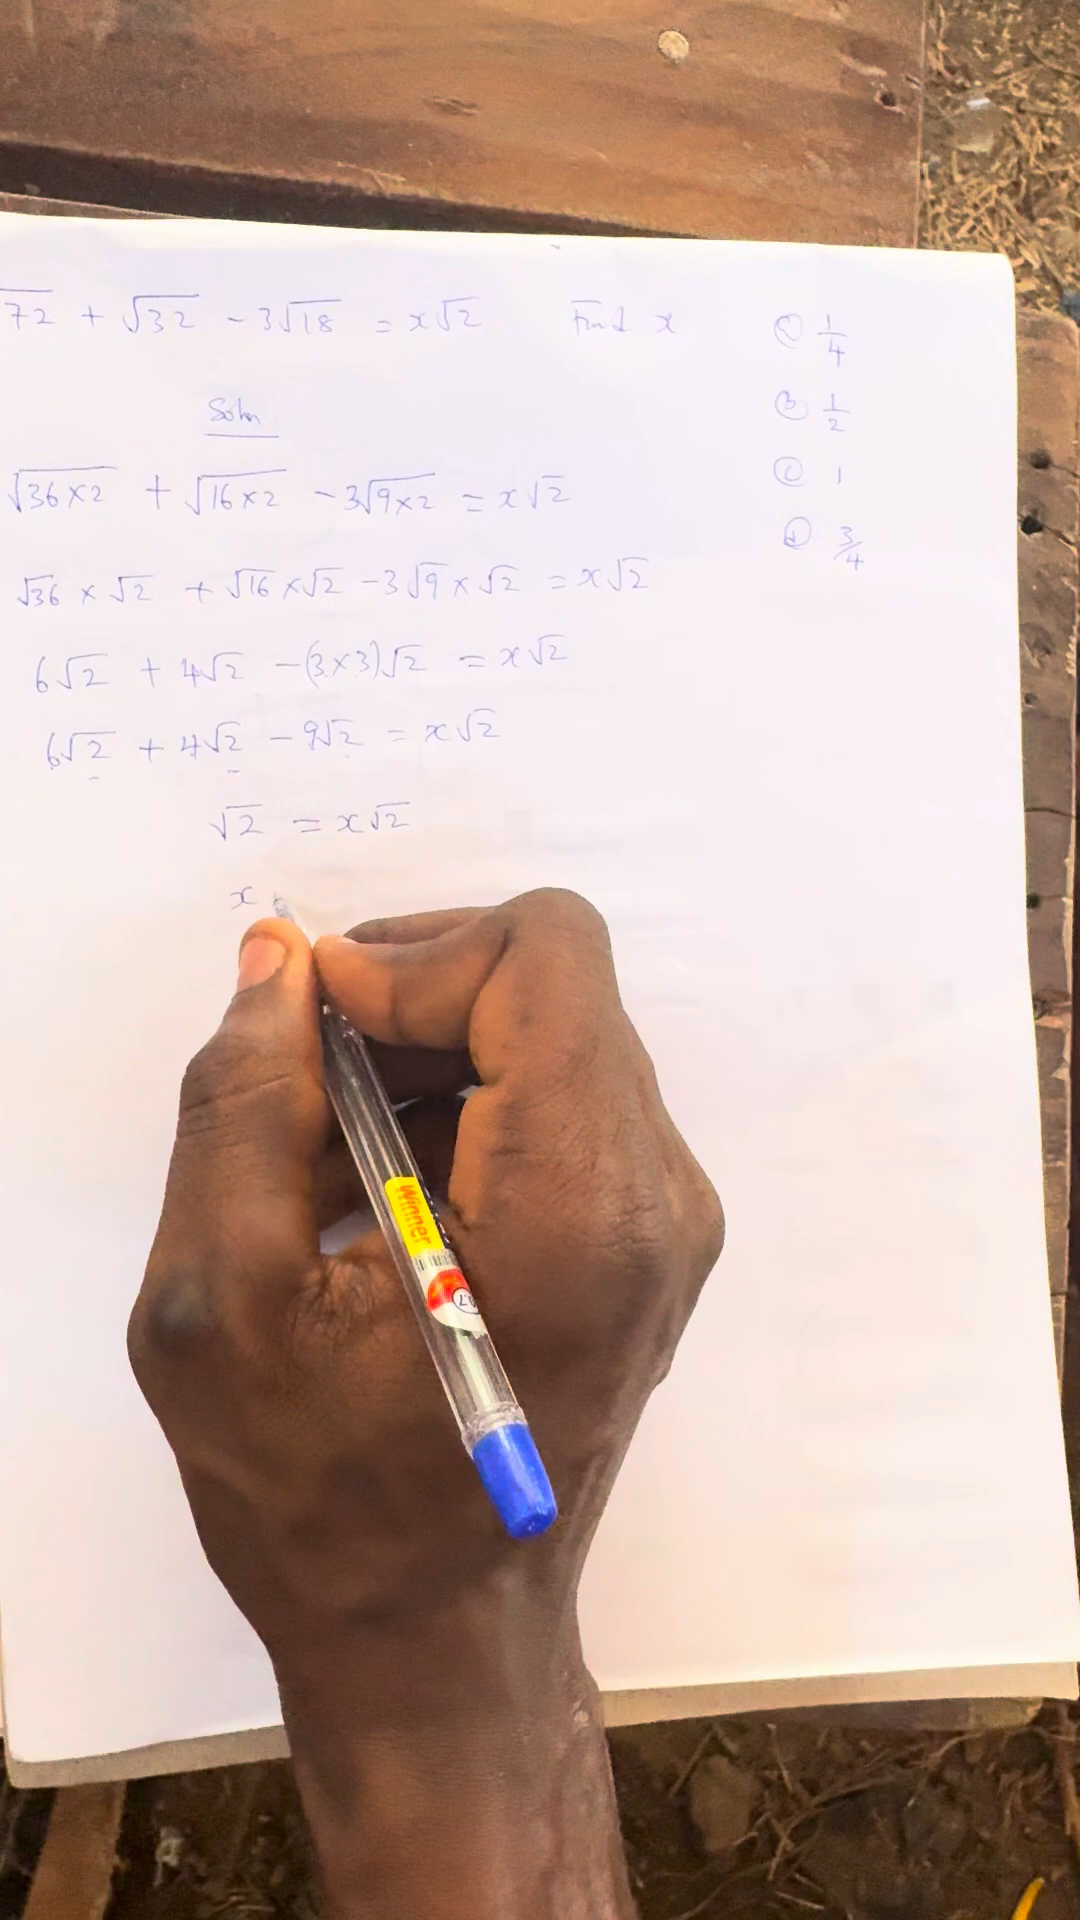 √72 + √32 - 3√18 = x√2 Find x
Ⓐ 1/4
Ⓑ 1/2
Ⓒ 1
ⓓ 3/4
Soln
√36×2 + √16×2 - 3√9×2 = x√2
√36 × √2 + √16 × √2 - 3√9 × √2 = x√2
6√2 + 4√2 - (3×3)√2 = x√2
6√2 + 4√2 - 9√2 = x√2
√2 = x√2
x
Winner
0.7